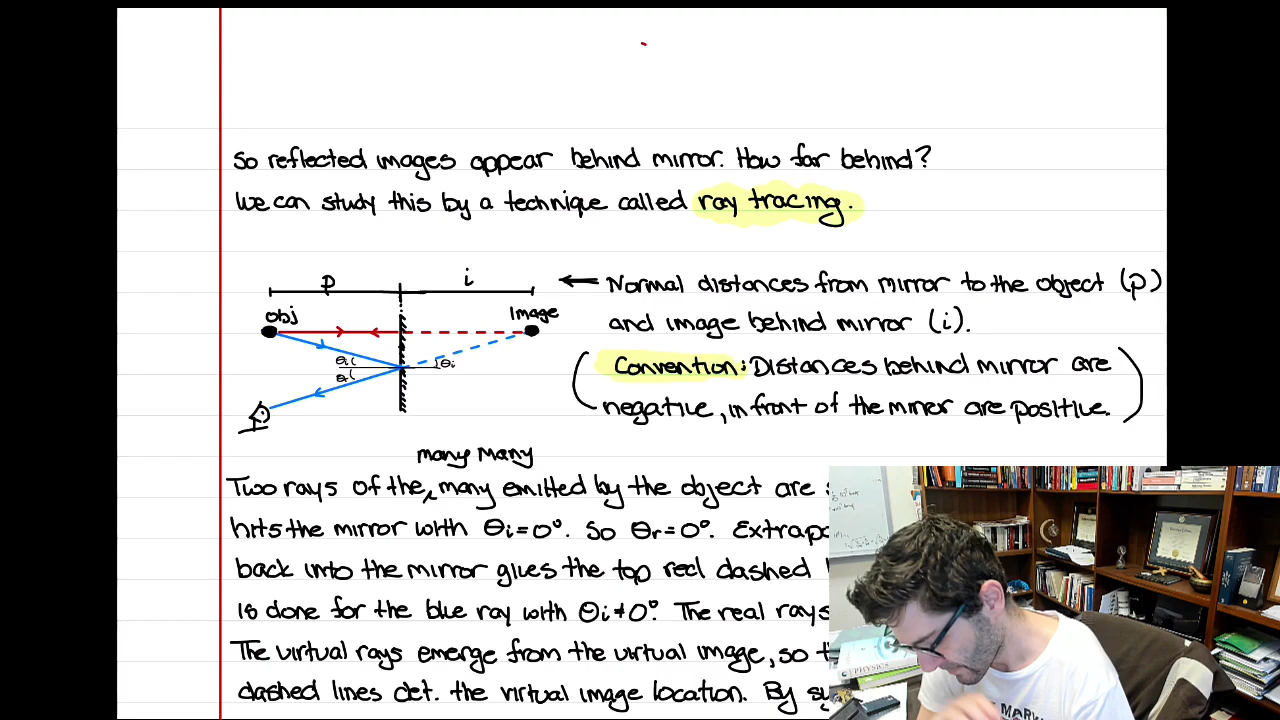 So reflected images appear behind mirror. How far behind?
We can study this by a technique called ray tracing.
p i
Obj Image
θi θi
θr
← Normal distances from mirror to the object (p)
and image behind mirror (i).
(Convention: Distances behind mirror are
negative, in front of the mirror are positive.)
many many
Two rays of the many emitted by the object are
hits the mirror with θi=0°. So θr=0°.
back into the mirror gives the top red dashed
is done for the blue ray with θi≠0°. The real rays
The virtual rays emerge from the virtual image, so
dashed lines det. the virtual image location. By
PHYSICS